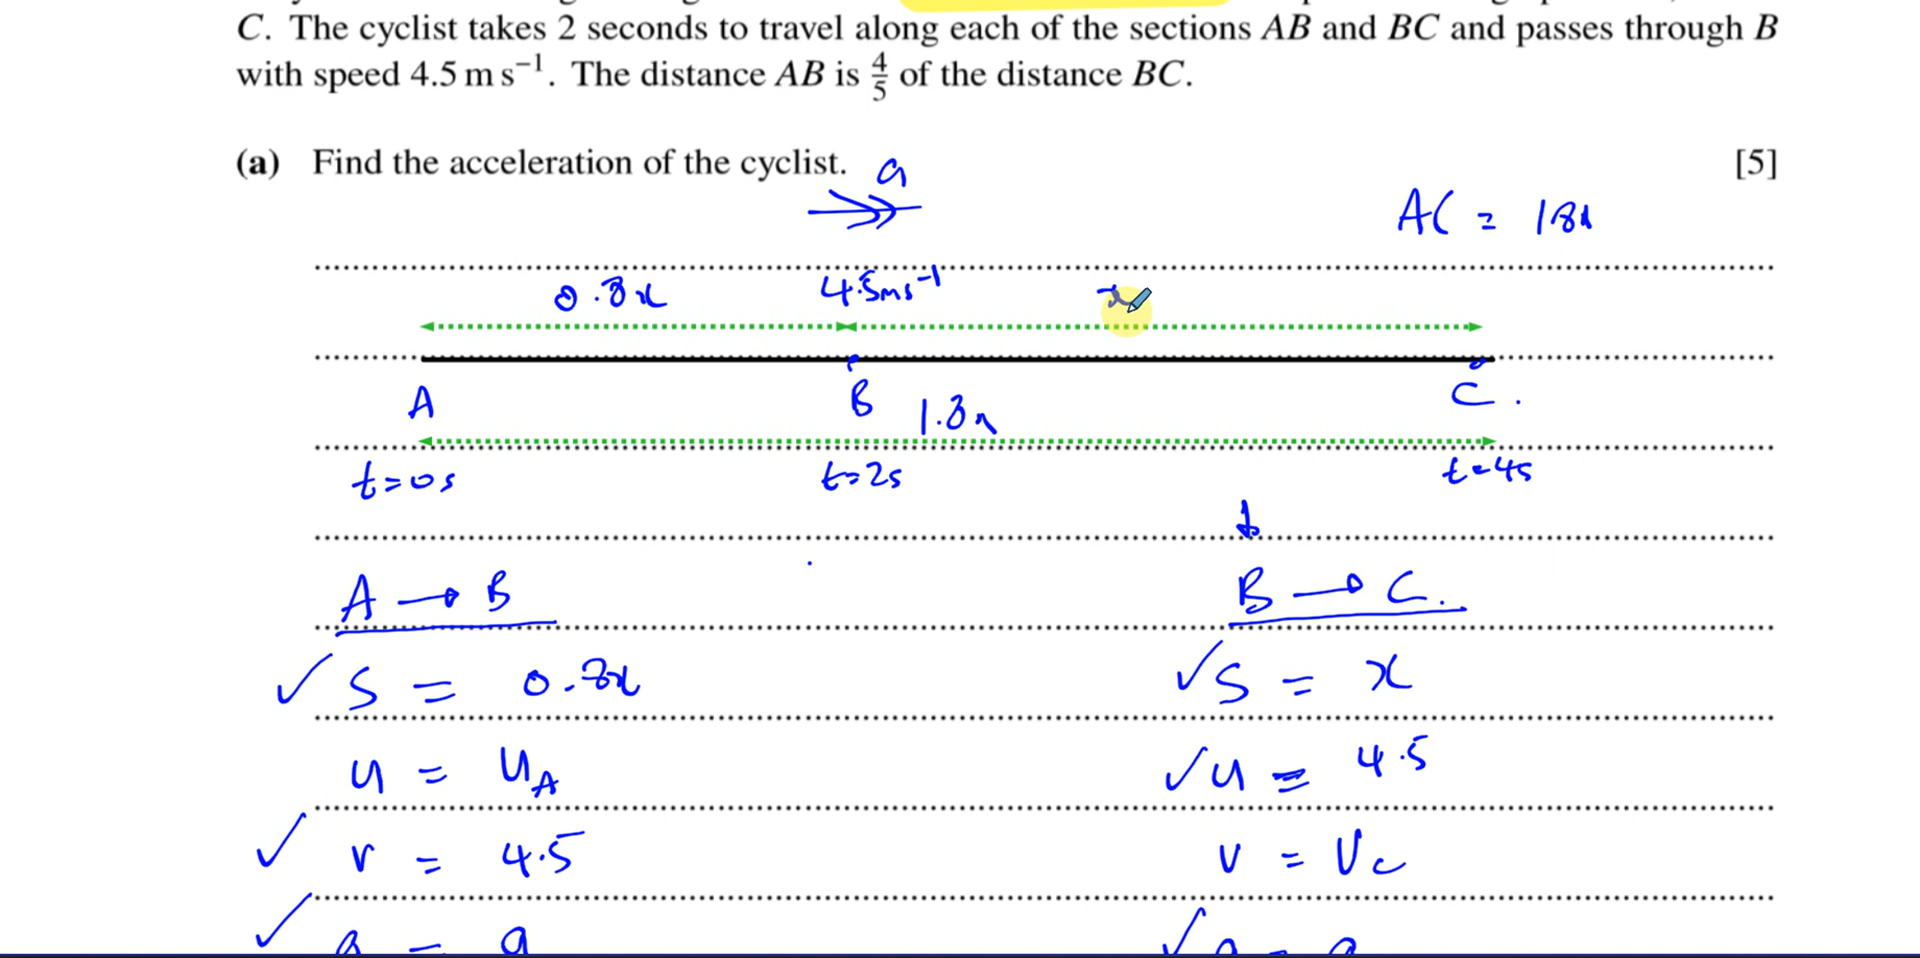 C. The cyclist takes 2 seconds to travel along each of the sections AB and BC and passes through B
with speed 4.5 m s⁻¹. The distance AB is 4/5 of the distance BC.
(a) Find the acceleration of the cyclist. [5]
a
AC = 1.8x
0.8x 4.5ms⁻¹ x
A B C.
1.8x
t=0s t=2s t=4s
A → B B → C.
✓ S = 0.8x ✓ S = x
u = u_A ✓ u = 4.5
✓ v = 4.5 v = V_C
✓ a = a ✓ a = a